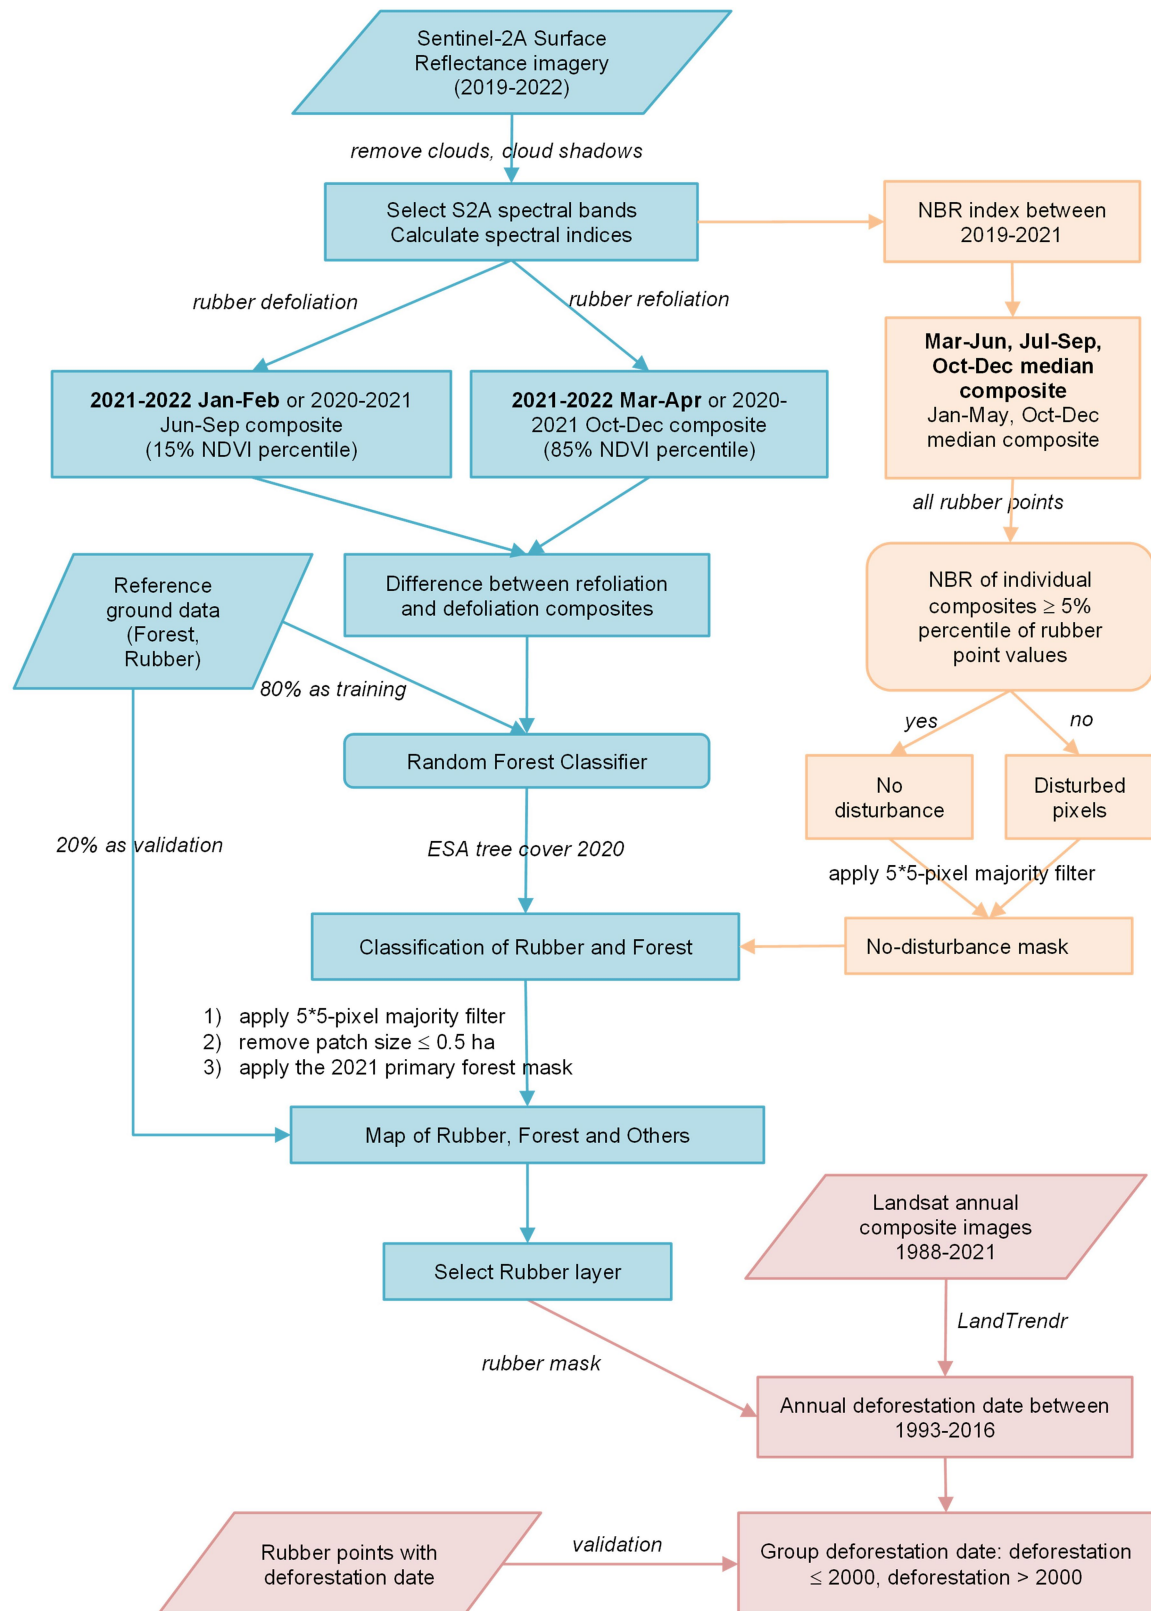 Sentinel-2A Surface
Reflectance imagery
(2019-2022)
remove clouds, cloud shadows
Select S2A spectral bands
Calculate spectral indices
NBR index between
2019-2021
rubber defoliation
rubber refoliation
2021-2022 Jan-Feb or 2020-2021
Jun-Sep composite
(15% NDVI percentile)
2021-2022 Mar-Apr or 2020-
2021 Oct-Dec composite
(85% NDVI percentile)
Mar-Jun, Jul-Sep,
Oct-Dec median
composite
Jan-May, Oct-Dec
median composite
all rubber points
Reference
ground data
(Forest,
Rubber)
Difference between refoliation
and defoliation composites
NBR of individual
composites ≥ 5%
percentile of rubber
point values
80% as training
yes
no
Random Forest Classifier
No
disturbance
Disturbed
pixels
20% as validation
ESA tree cover 2020
apply 5*5-pixel majority filter
Classification of Rubber and Forest
No-disturbance mask
1) apply 5*5-pixel majority filter
2) remove patch size ≤ 0.5 ha
3) apply the 2021 primary forest mask
Map of Rubber, Forest and Others
Landsat annual
composite images
1988-2021
Select Rubber layer
LandTrendr
rubber mask
Annual deforestation date between
1993-2016
Rubber points with
deforestation date
validation
Group deforestation date: deforestation
≤ 2000, deforestation > 2000